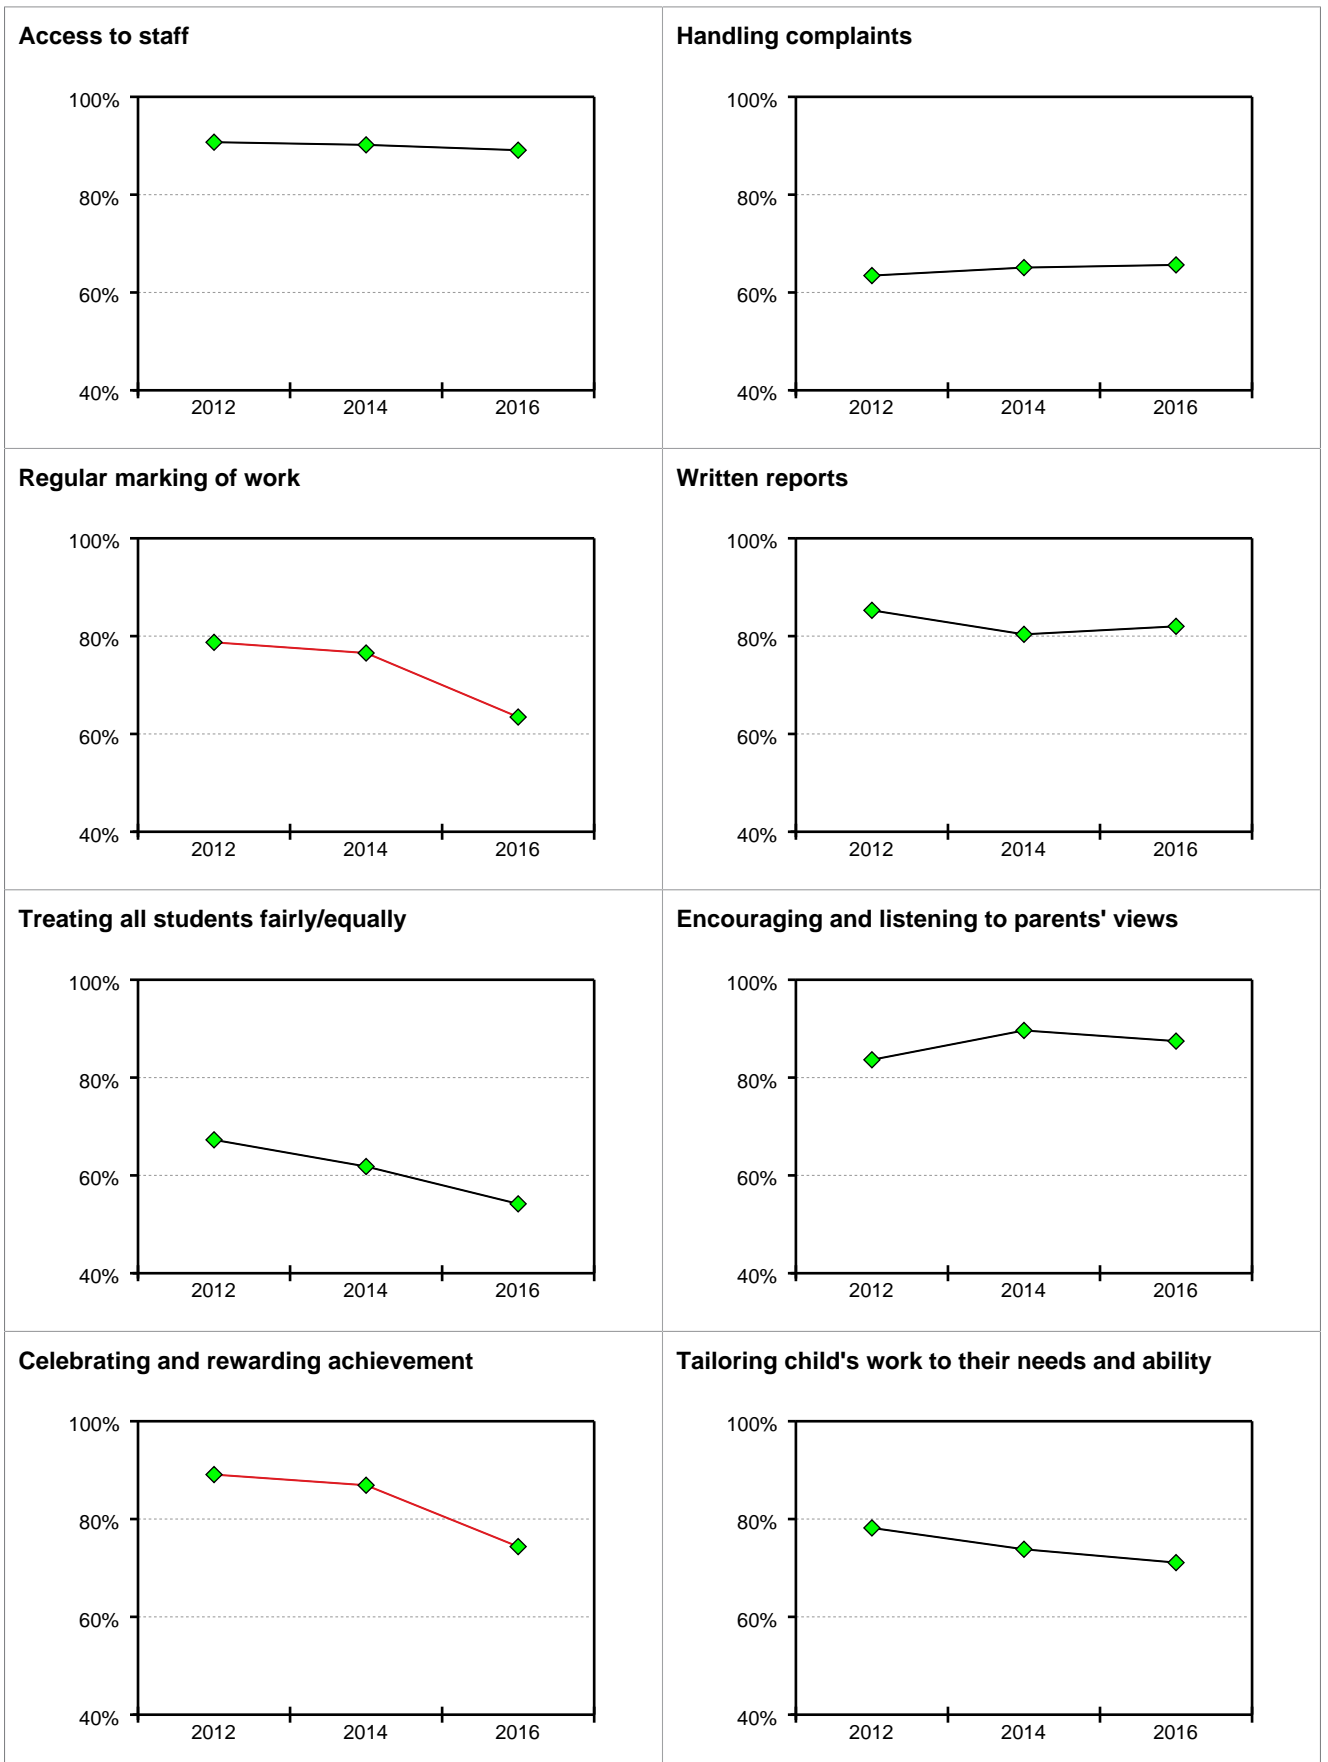 Access to staff
100%
80%
60%
40%
2012 2014 2016
Handling complaints
100%
80%
60%
40%
2012 2014 2016
Regular marking of work
100%
80%
60%
40%
2012 2014 2016
Written reports
100%
80%
60%
40%
2012 2014 2016
Treating all students fairly/equally
100%
80%
60%
40%
2012 2014 2016
Encouraging and listening to parents' views
100%
80%
60%
40%
2012 2014 2016
Celebrating and rewarding achievement
100%
80%
60%
40%
2012 2014 2016
Tailoring child's work to their needs and ability
100%
80%
60%
40%
2012 2014 2016